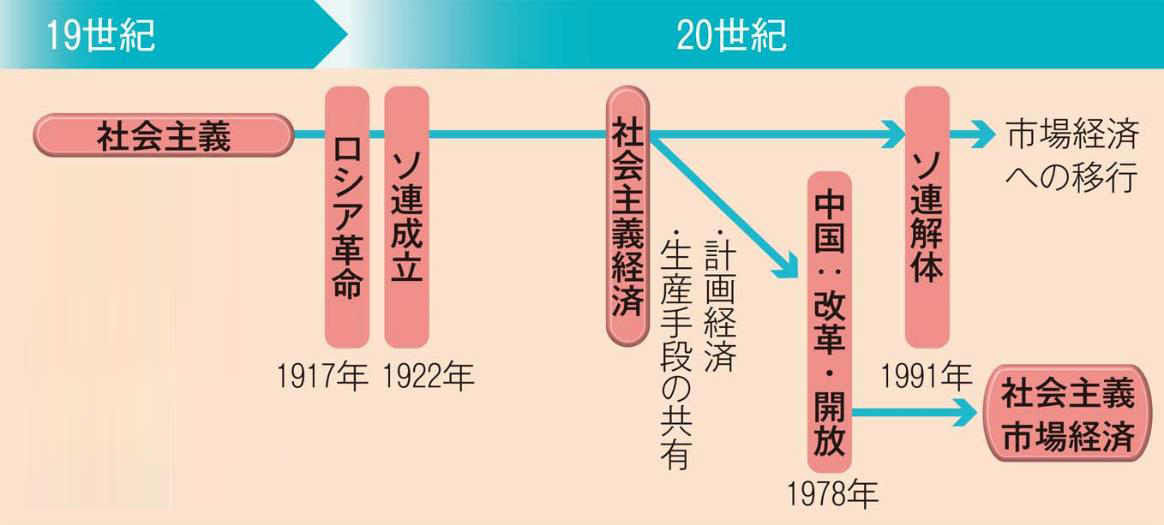 19世紀
20世紀
社会主義
ロシア革命
1917年
ソ連成立
1922年
社会主義経済
・計画経済
・生産手段の共有
中国：改革・開放
1978年
ソ連解体
1991年
市場経済
への移行
社会主義
市場経済